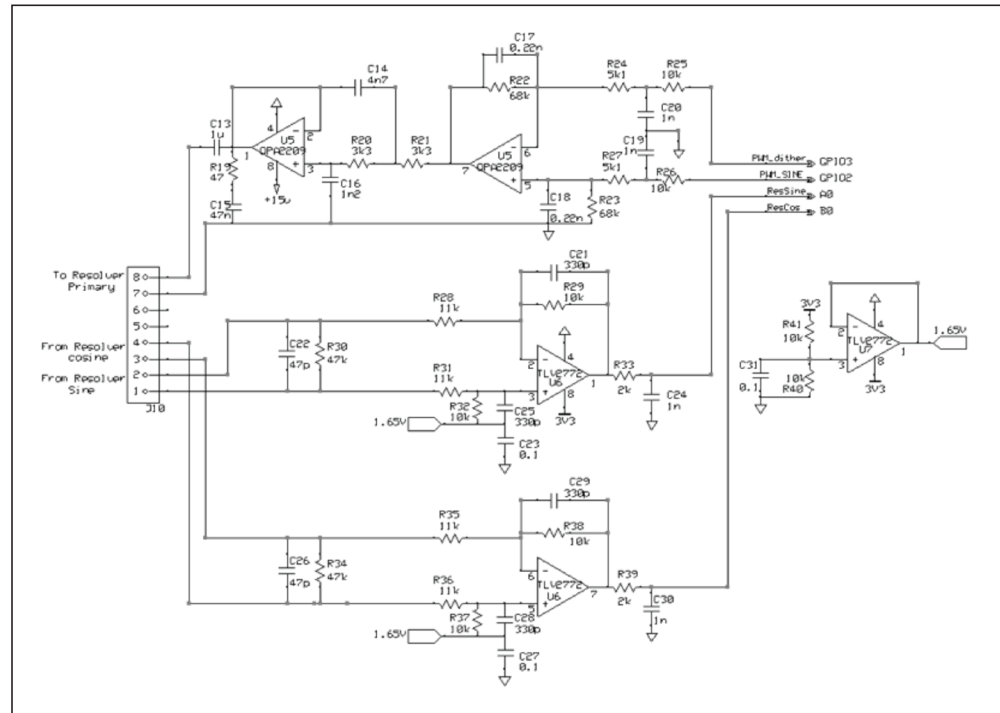 C17
0.22n
R22
68k
R24
5k1
R25
10k
C14
4n7
C20
1n
C13
1u
4
2
1
U5
OPA2209
3
8
+15v
R19
47
C15
47n
R20
3k3
R21
3k3
C16
1n2
6
U5
OPA2209
7
5
C19
1n
R27
5k1
R26
10k
C18
0.22n
R23
68k
PWM_dither
GPIO3
PWM_SINE
GPIO2
ResSine
A0
ResCos
B0
To Resolver
Primary
8
7
6
5
From Resolver
cosine
4
3
From Resolver
Sine
2
1
J10
C21
330p
R29
10k
R28
11k
C22
47p
R30
47k
R31
11k
R32
10k
1.65V
C25
330p
C23
0.1
2
4
TLV2772
U6
1
3
8
3V3
R33
2k
C24
1n
3V3
R41
10k
10k
R40
C31
0.1
2
4
TLV2772
U7
3
1
8
3V3
1.65V
C29
330p
R38
10k
R35
11k
C26
47p
R34
47k
R36
11k
R37
10k
1.65V
C28
330p
C27
0.1
6
TLV2772
U6
7
5
R39
2k
C30
1n